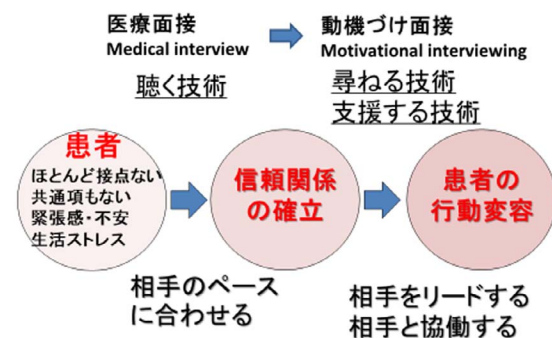 医療面接
Medical interview
動機づけ面接
Motivational interviewing
聴く技術
尋ねる技術
支援する技術
患者
ほとんど接点ない
共通項もない
緊張感・不安
生活ストレス
信頼関係
の確立
患者の
行動変容
相手のペース
に合わせる
相手をリードする
相手と協働する